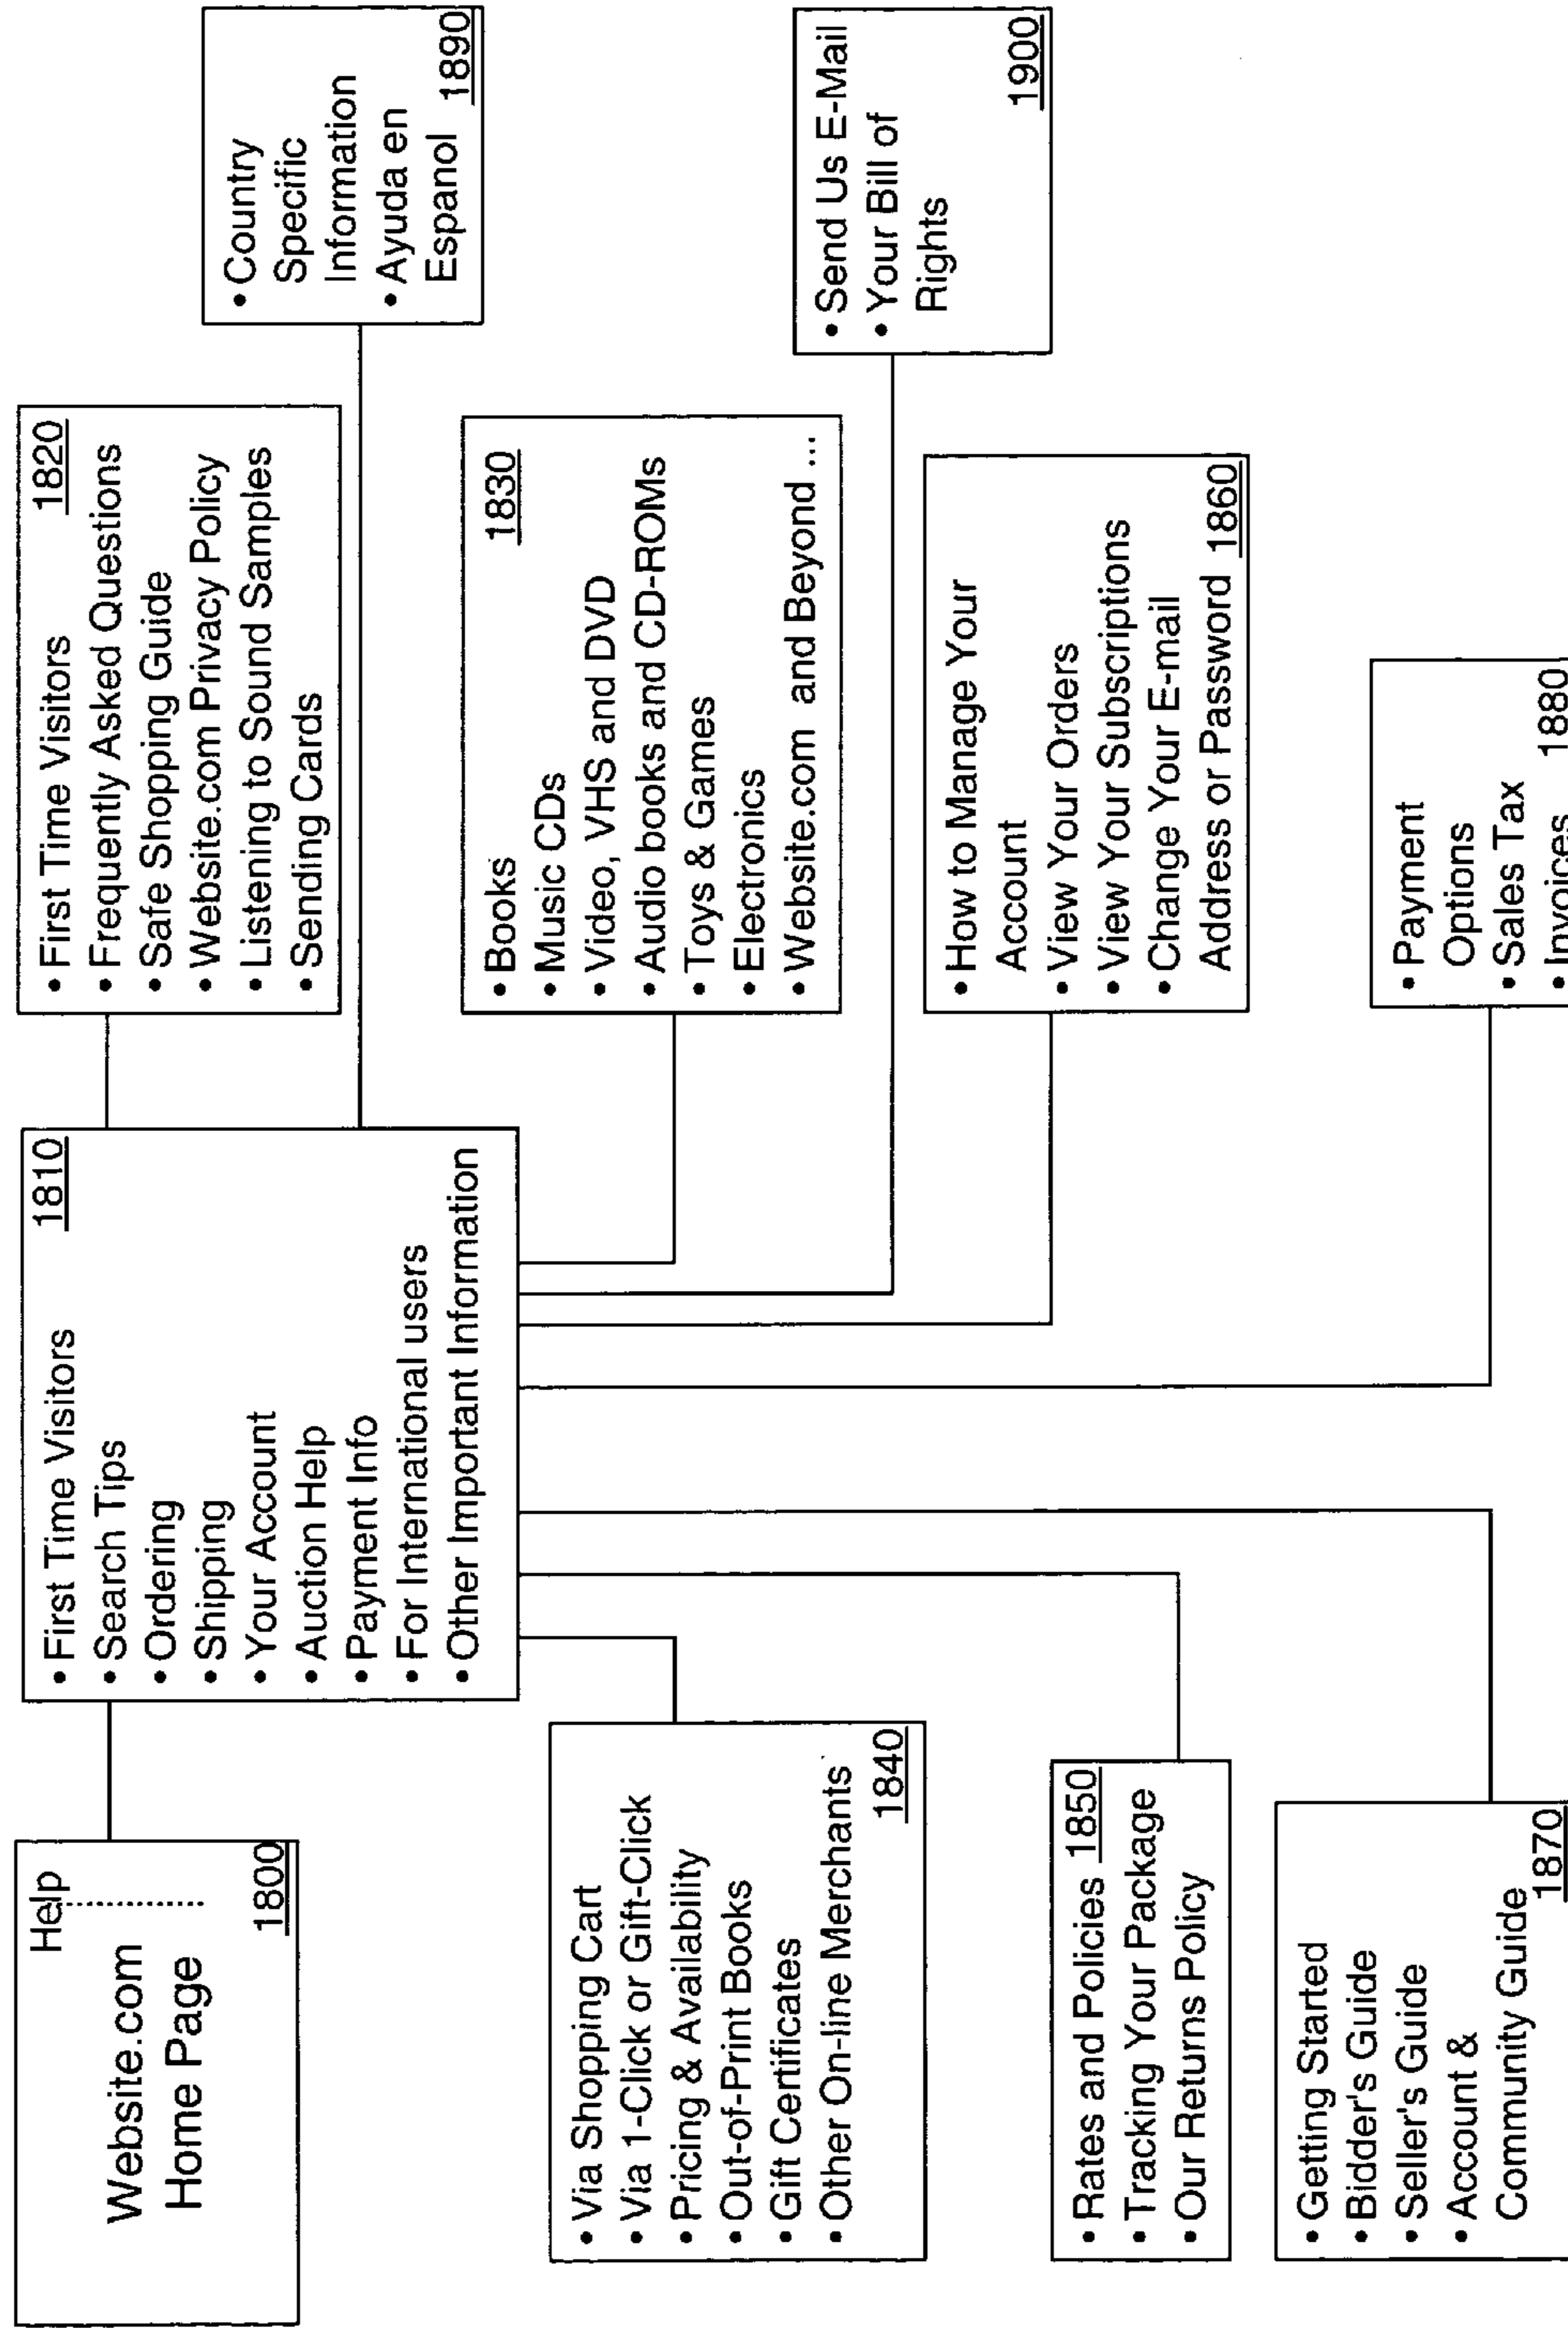 Help
Website.com
Home Page
1800
• First Time Visitors
1810
• Search Tips
• Ordering
• Shipping
• Your Account
• Auction Help
• Payment Info
• For International users
• Other Important Information
• First Time Visitors
1820
• Frequently Asked Questions
• Safe Shopping Guide
• Website.com Privacy Policy
• Listening to Sound Samples
• Sending Cards
• Country
Specific
Information
• Ayuda en
Espanol 1890
• Books
1830
• Music CDs
• Video, VHS and DVD
• Audio books and CD-ROMs
• Toys & Games
• Electronics
• Website.com and Beyond ...
• Via Shopping Cart
• Via 1-Click or Gift-Click
• Pricing & Availability
• Out-of-Print Books
• Gift Certificates
• Other On-line Merchants
1840
• Send Us E-Mail
• Your Bill of
Rights
1900
• How to Manage Your
Account
• View Your Orders
• View Your Subscriptions
• Change Your E-mail
Address or Password 1860
• Rates and Policies 1850
• Tracking Your Package
• Our Returns Policy
• Getting Started
• Bidder's Guide
• Seller's Guide
• Account &
Community Guide
1870
• Payment
Options
• Sales Tax
• Invoices 1880